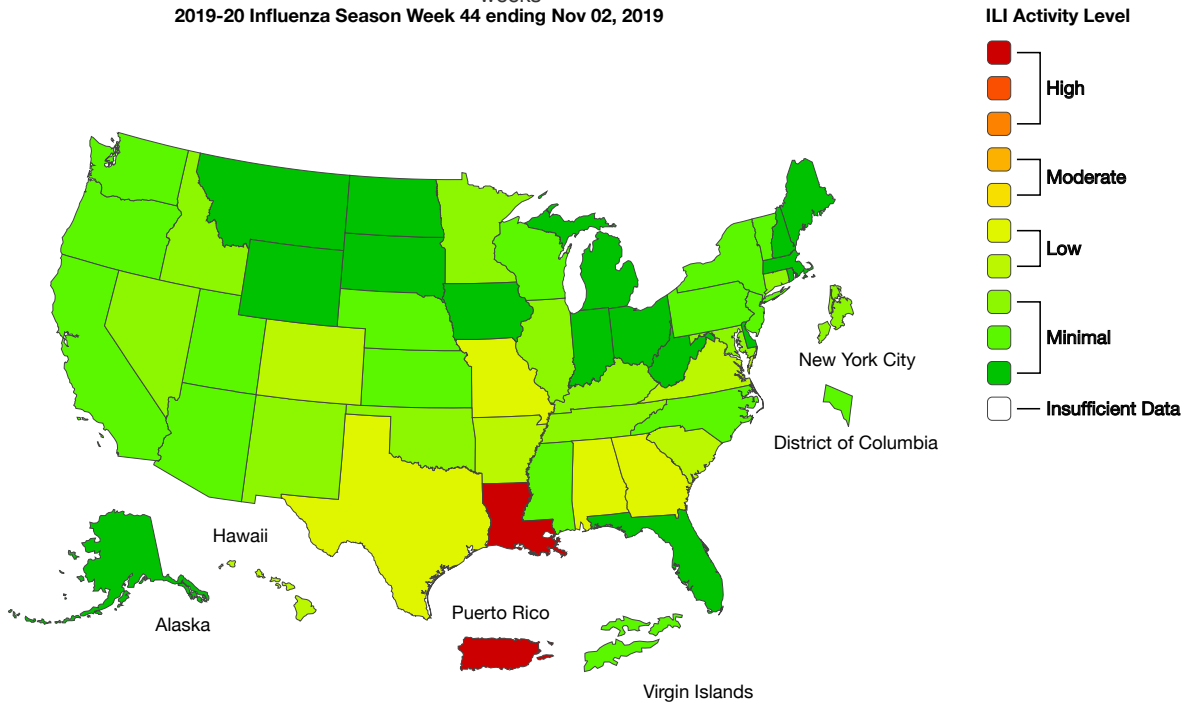 2019-20 Influenza Season Week 44 ending Nov 02, 2019
ILI Activity Level
High
Moderate
Low
Minimal
Insufficient Data
New York City
District of Columbia
Hawaii
Alaska
Puerto Rico
Virgin Islands